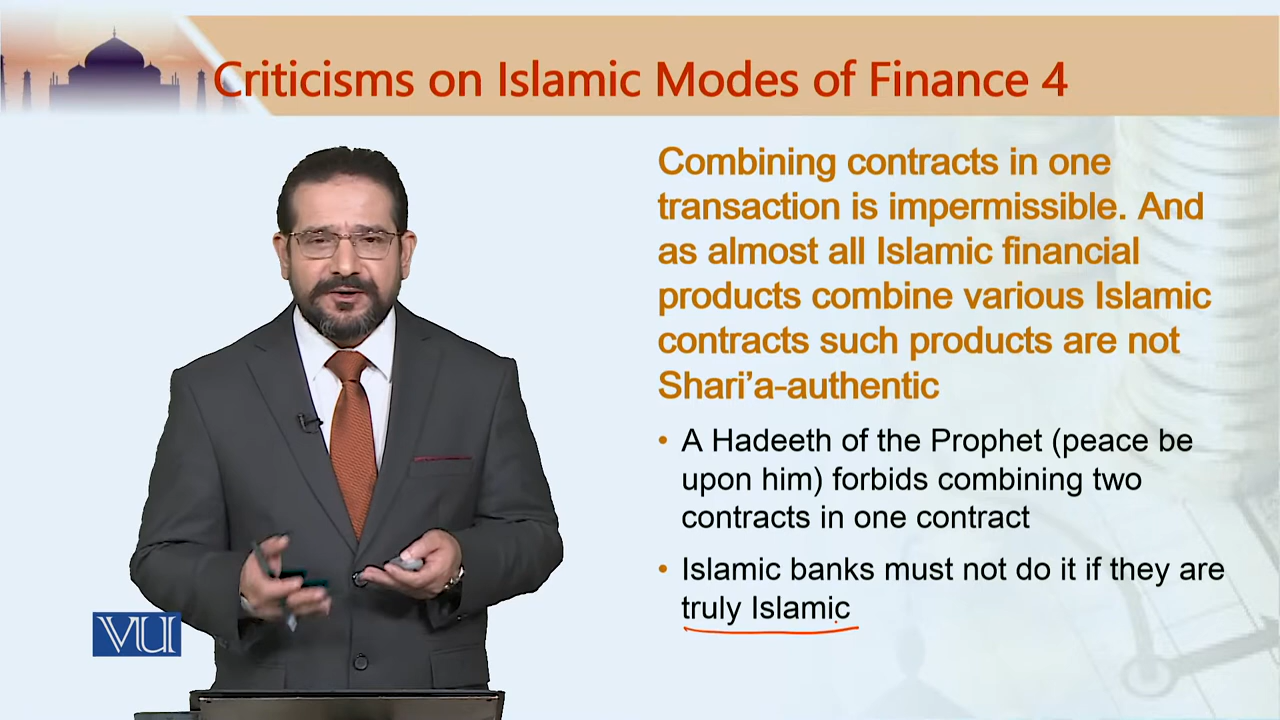 Criticisms on Islamic Modes of Finance 4
Combining contracts in one
transaction is impermissible. And
as almost all Islamic financial
products combine various Islamic
contracts such products are not
Shari’a-authentic
• A Hadeeth of the Prophet (peace be
upon him) forbids combining two
contracts in one contract
• Islamic banks must not do it if they are
truly Islamic
VU